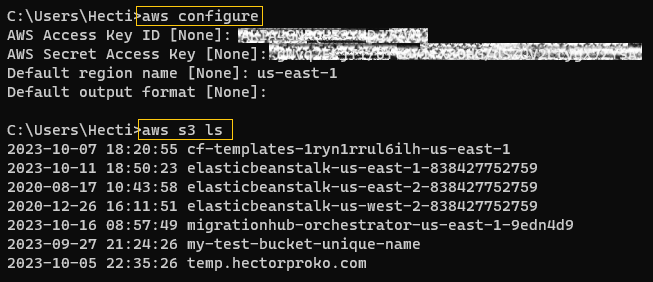 C:\Users\Hecti>aws configure
AWS Access Key ID [None]:
AWS Secret Access Key [None]:
Default region name [None]: us-east-1
Default output format [None]:
C:\Users\Hecti>aws s3 ls
2023-10-07 18:20:55 cf-templates-1ryn1rrul6ilh-us-east-1
2023-10-11 18:50:23 elasticbeanstalk-us-east-1-838427752759
2020-08-17 10:43:58 elasticbeanstalk-us-east-2-838427752759
2020-12-26 16:11:51 elasticbeanstalk-us-west-2-838427752759
2023-10-16 08:57:49 migrationhub-orchestrator-us-east-1-9edn4d9
2023-09-27 21:24:26 my-test-bucket-unique-name
2023-10-05 22:35:26 temp.hectorproko.com